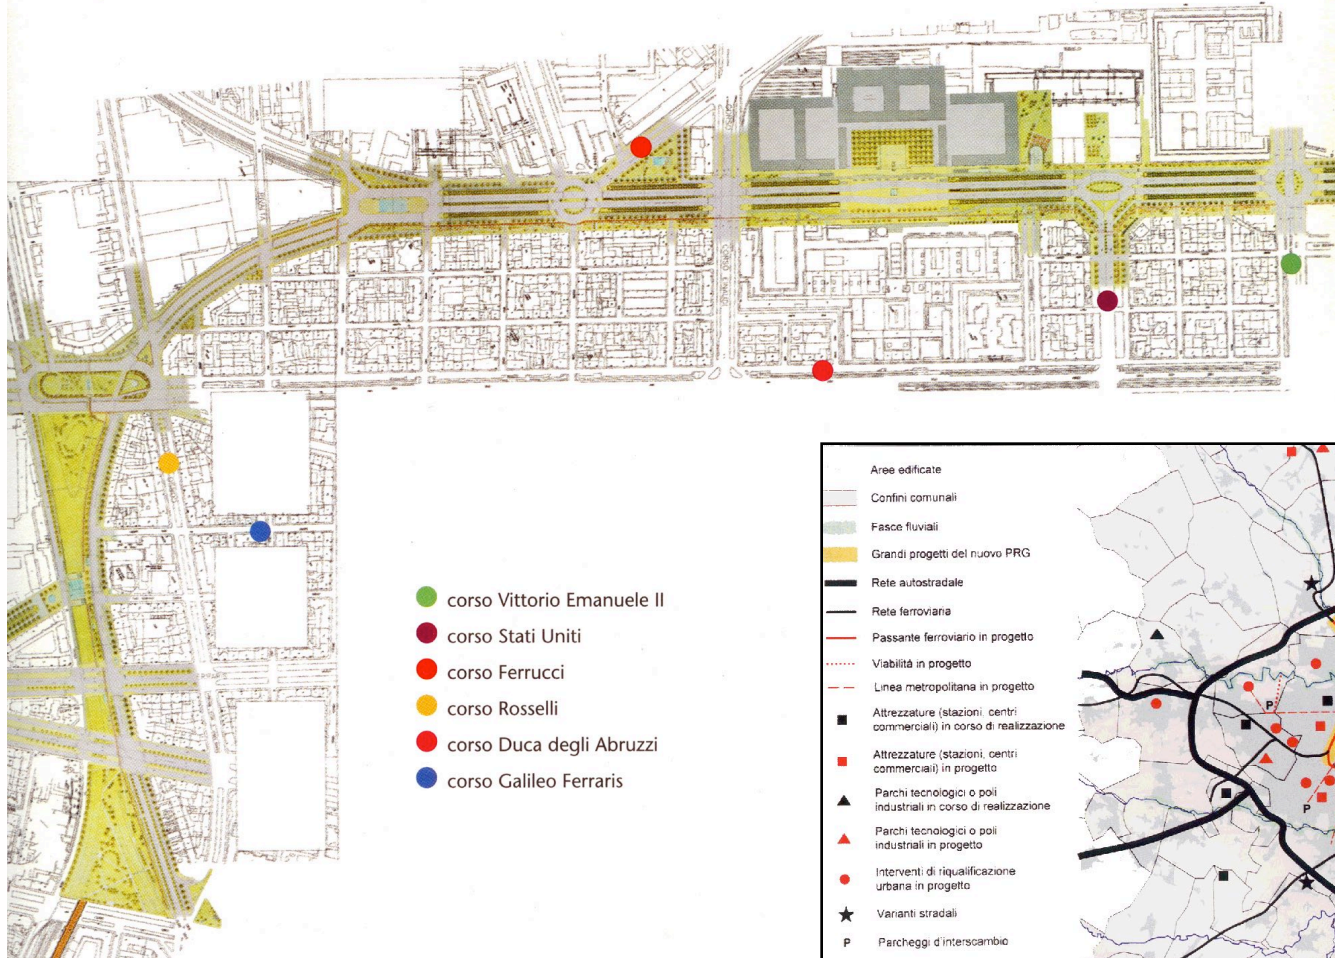 corso Vittorio Emanuele II
corso Stati Uniti
corso Ferrucci
corso Rosselli
corso Duca degli Abruzzi
corso Galileo Ferraris
Aree edificate
Confini comunali
Fasce fluviali
Grandi progetti del nuovo PRG
Rete autostradale
Rete ferroviaria
Passante ferroviario in progetto
Viabilità in progetto
Linea metropolitana in progetto
Attrezzature (stazioni, centri
commerciali) in corso di realizzazione
Attrezzature (stazioni, centri
commerciali) in progetto
Parchi tecnologici o poli
industriali in corso di realizzazione
Parchi tecnologici o poli
industriali in progetto
Interventi di riqualificazione
urbana in progetto
Varianti stradali
P Parcheggi d'interscambio
P
P